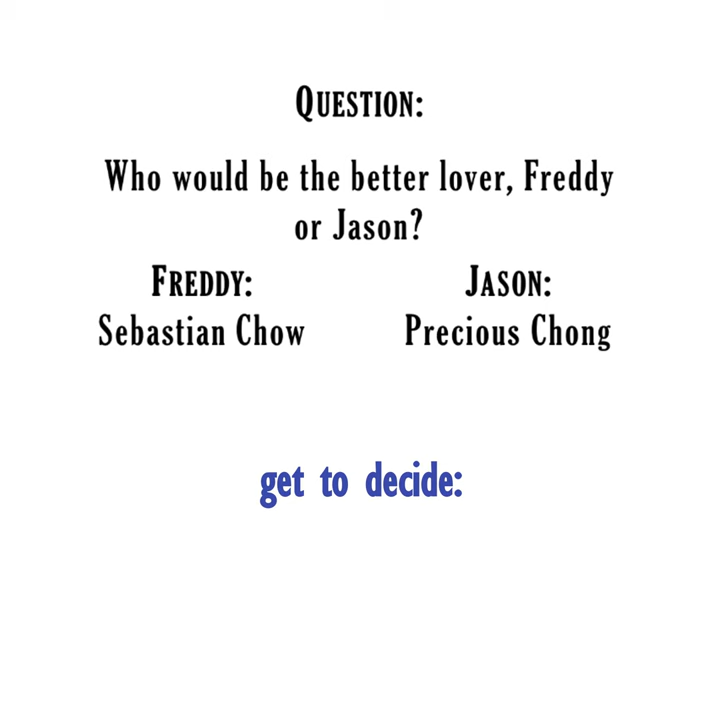 QUESTION:
Who would be the better lover, Freddy
or Jason?
FREDDY: JASON:
Sebastian Chow Precious Chong
get to decide: